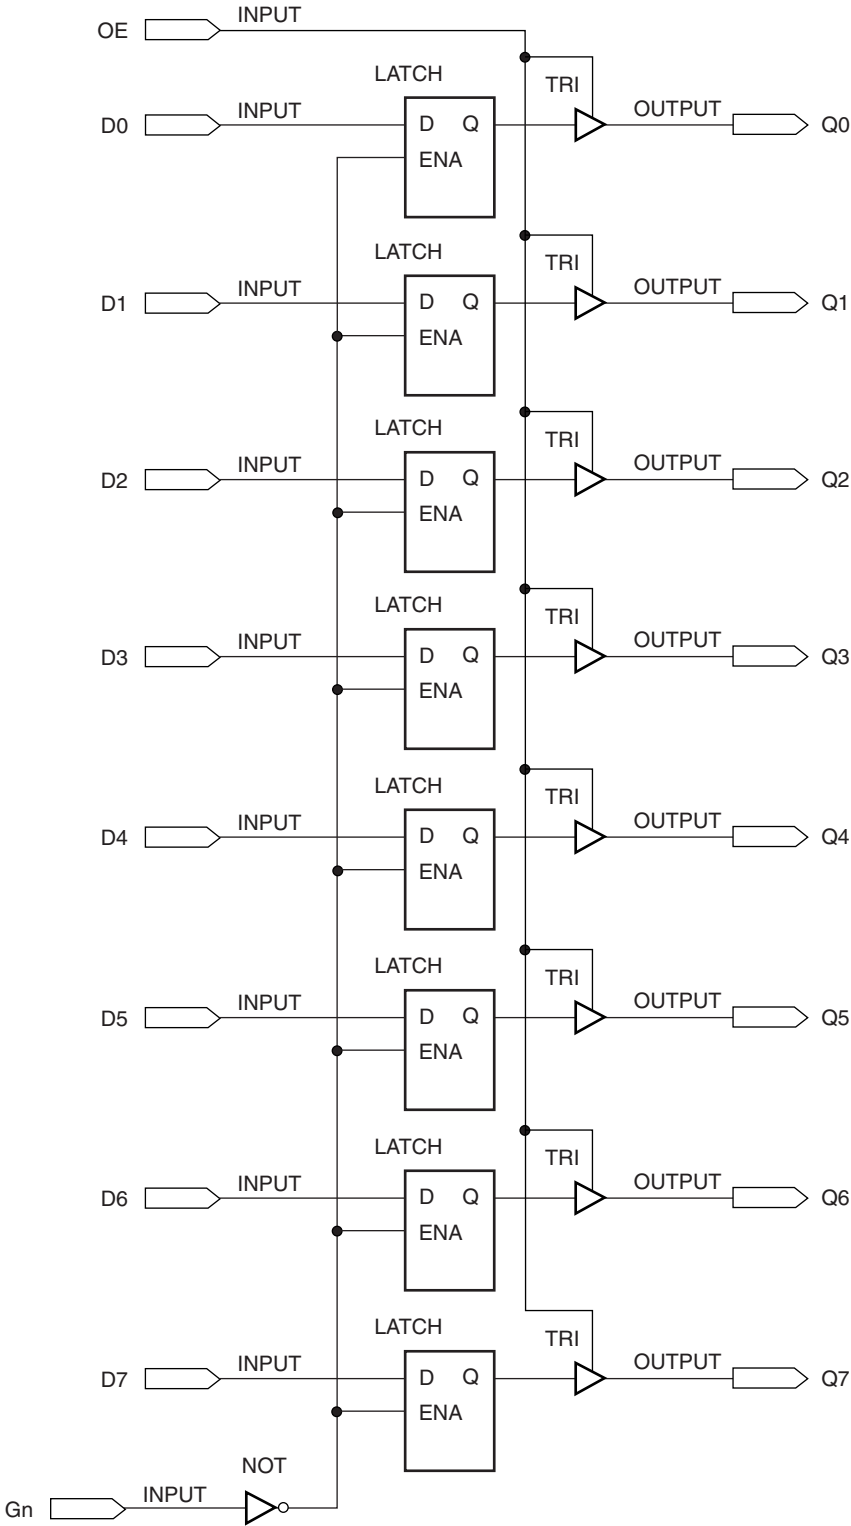 OE INPUT
LATCH TRI
D0 INPUT D Q OUTPUT Q0
ENA
LATCH TRI
D1 INPUT D Q OUTPUT Q1
ENA
LATCH TRI
D2 INPUT D Q OUTPUT Q2
ENA
LATCH TRI
D3 INPUT D Q OUTPUT Q3
ENA
LATCH TRI
D4 INPUT D Q OUTPUT Q4
ENA
LATCH TRI
D5 INPUT D Q OUTPUT Q5
ENA
LATCH TRI
D6 INPUT D Q OUTPUT Q6
ENA
LATCH TRI
D7 INPUT D Q OUTPUT Q7
ENA
NOT
Gn INPUT